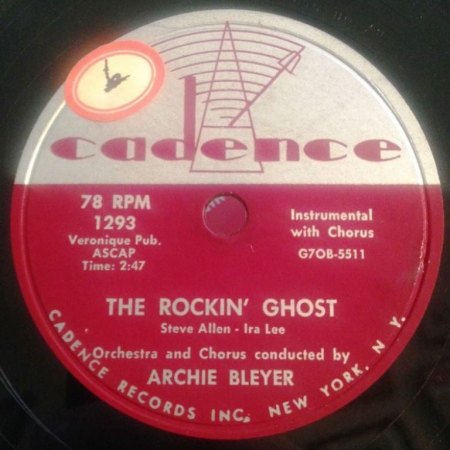 cadence
78 RPM
1293
Veronique Pub.
ASCAP
Time: 2:47
Instrumental
with Chorus
G7OB-5511
THE ROCKIN' GHOST
Steve Allen - Ira Lee
Orchestra and Chorus conducted by
ARCHIE BLEYER
CADENCE RECORDS INC. NEW YORK, N. Y.